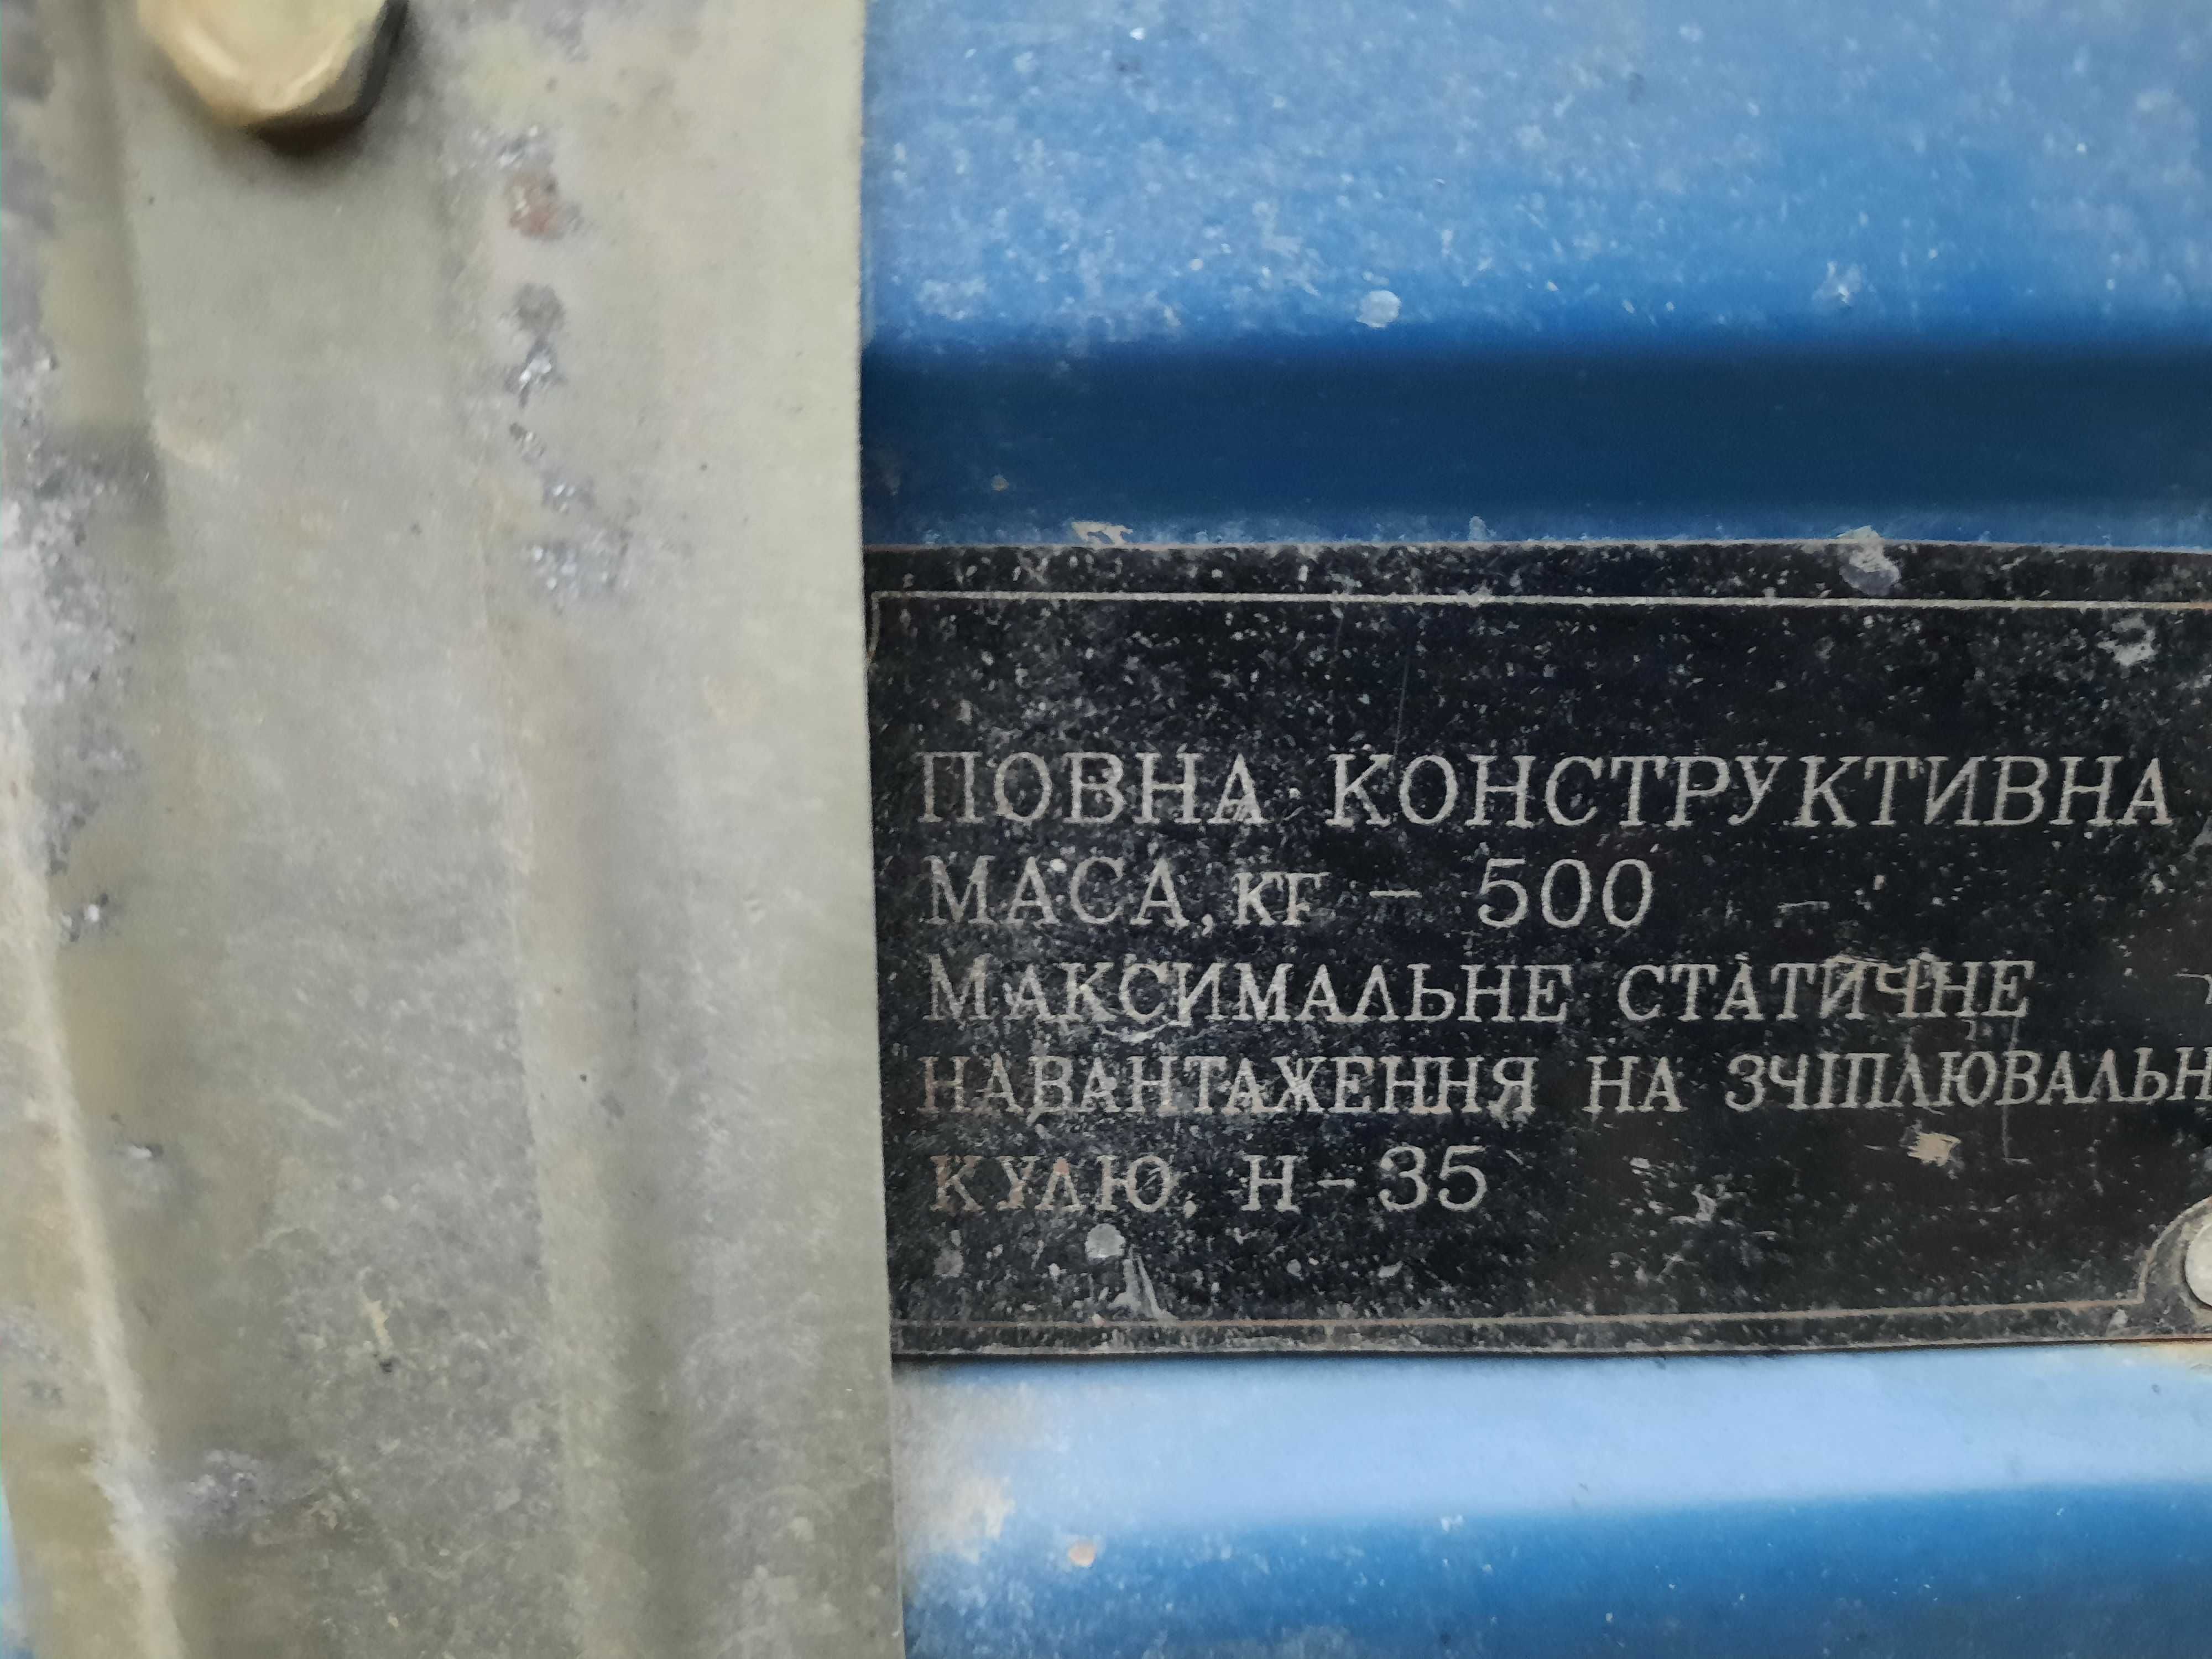 ПОВНА КОНСТРУКТИВНА
МАСА, КГ - 500
МАКСИМАЛЬНЕ СТАТИЧНЕ
НАВАНТАЖЕННЯ НА ЗЧІПЛЮВАЛЬН
КУЛЮ, Н - 35